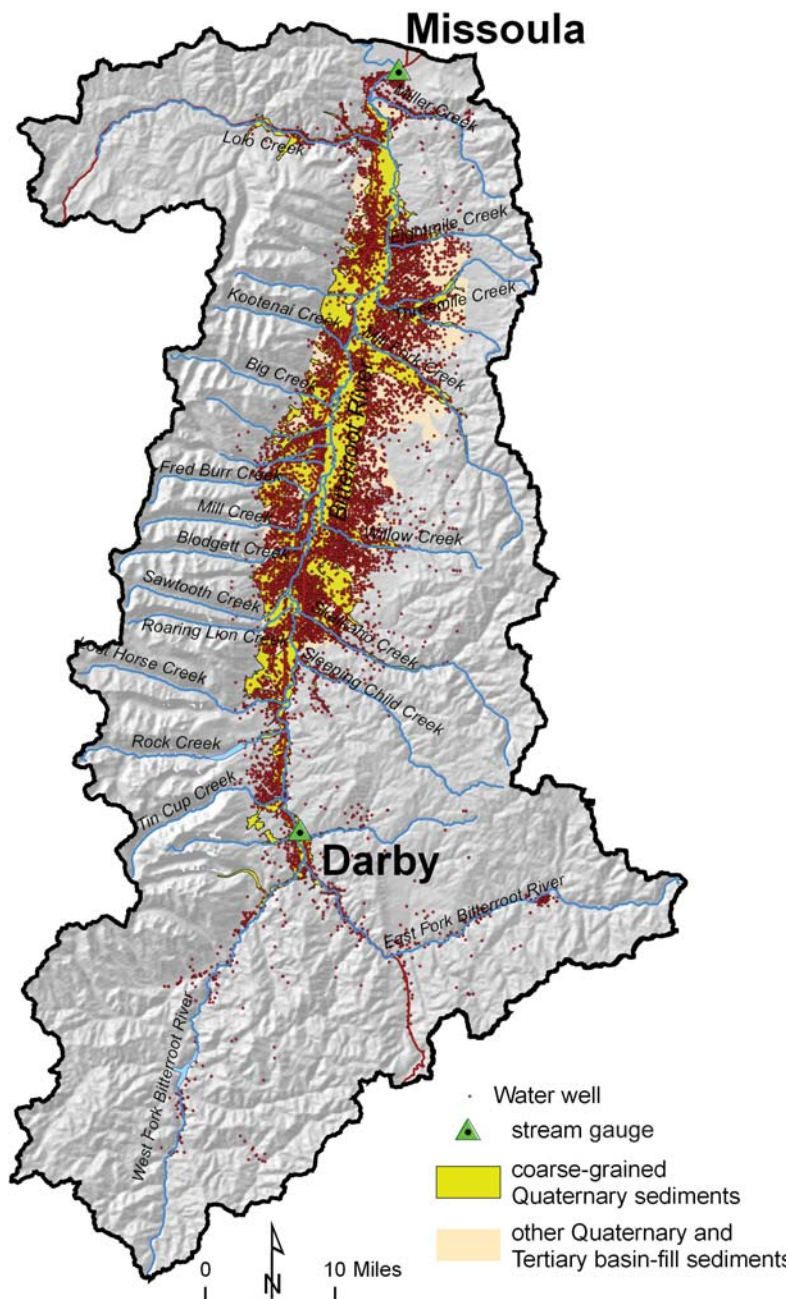 Missoula
Miller Creek
Lolo Creek
Eightmile Creek
Threemile Creek
Kootenai Creek
Mill Fork Creek
Big Creek
Bitterroot River
Fred Burr Creek
Mill Creek
Willow Creek
Blodgett Creek
Sawtooth Creek
Skalkaho Creek
Roaring Lion Creek
Lost Horse Creek
Sleeping Child Creek
Rock Creek
Tin Cup Creek
Darby
East Fork Bitterroot River
West Fork Bitterroot River
Water well
stream gauge
coarse-grained
Quaternary sediments
other Quaternary and
Tertiary basin-fill sediments
0
N
10 Miles